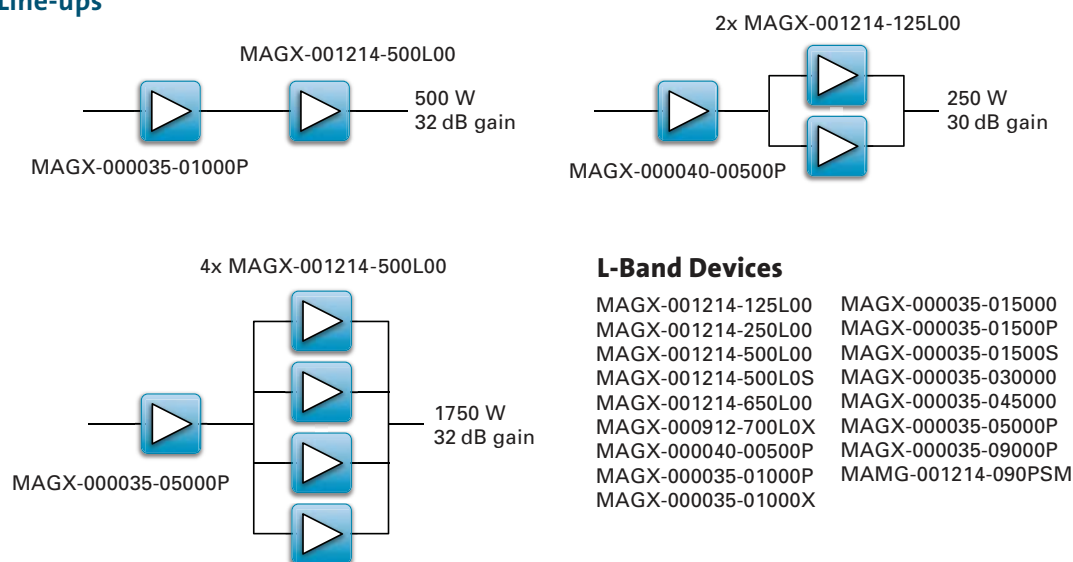 Line-ups
MAGX-001214-500L00
500 W
32 dB gain
MAGX-000035-01000P
2x MAGX-001214-125L00
250 W
30 dB gain
MAGX-000040-00500P
4x MAGX-001214-500L00
1750 W
32 dB gain
MAGX-000035-05000P
L-Band Devices
MAGX-001214-125L00
MAGX-001214-250L00
MAGX-001214-500L00
MAGX-001214-500L0S
MAGX-001214-650L00
MAGX-000912-700L0X
MAGX-000040-00500P
MAGX-000035-01000P
MAGX-000035-01000X
MAGX-000035-015000
MAGX-000035-01500P
MAGX-000035-01500S
MAGX-000035-030000
MAGX-000035-045000
MAGX-000035-05000P
MAGX-000035-09000P
MAMG-001214-090PSM